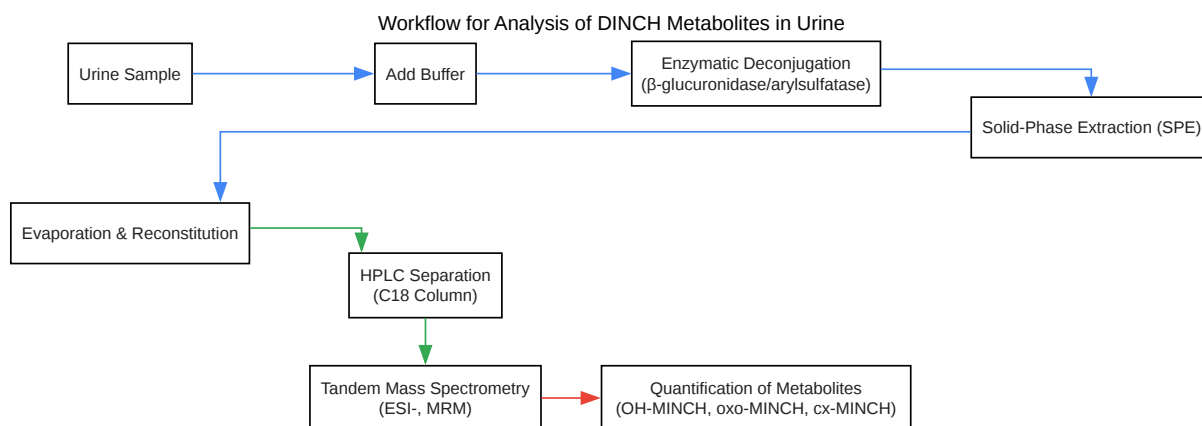 Workflow for Analysis of DINCH Metabolites in Urine
Urine Sample
Add Buffer
Enzymatic Deconjugation
(β-glucuronidase/arylsulfatase)
Solid-Phase Extraction (SPE)
Evaporation & Reconstitution
HPLC Separation
(C18 Column)
Tandem Mass Spectrometry
(ESI-, MRM)
Quantification of Metabolites
(OH-MINCH, oxo-MINCH, cx-MINCH)